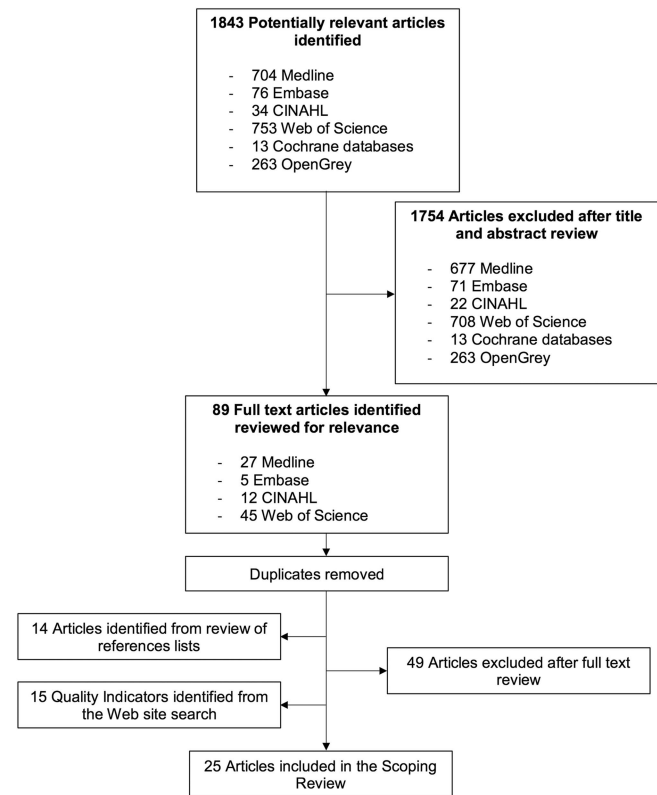 1843 Potentially relevant articles
identified
- 704 Medline
- 76 Embase
- 34 CINAHL
- 753 Web of Science
- 13 Cochrane databases
- 263 OpenGrey
1754 Articles excluded after title
and abstract review
- 677 Medline
- 71 Embase
- 22 CINAHL
- 708 Web of Science
- 13 Cochrane databases
- 263 OpenGrey
89 Full text articles identified
reviewed for relevance
- 27 Medline
- 5 Embase
- 12 CINAHL
- 45 Web of Science
Duplicates removed
14 Articles identified from review of
references lists
49 Articles excluded after full text
review
15 Quality Indicators identified from
the Web site search
25 Articles included in the Scoping
Review